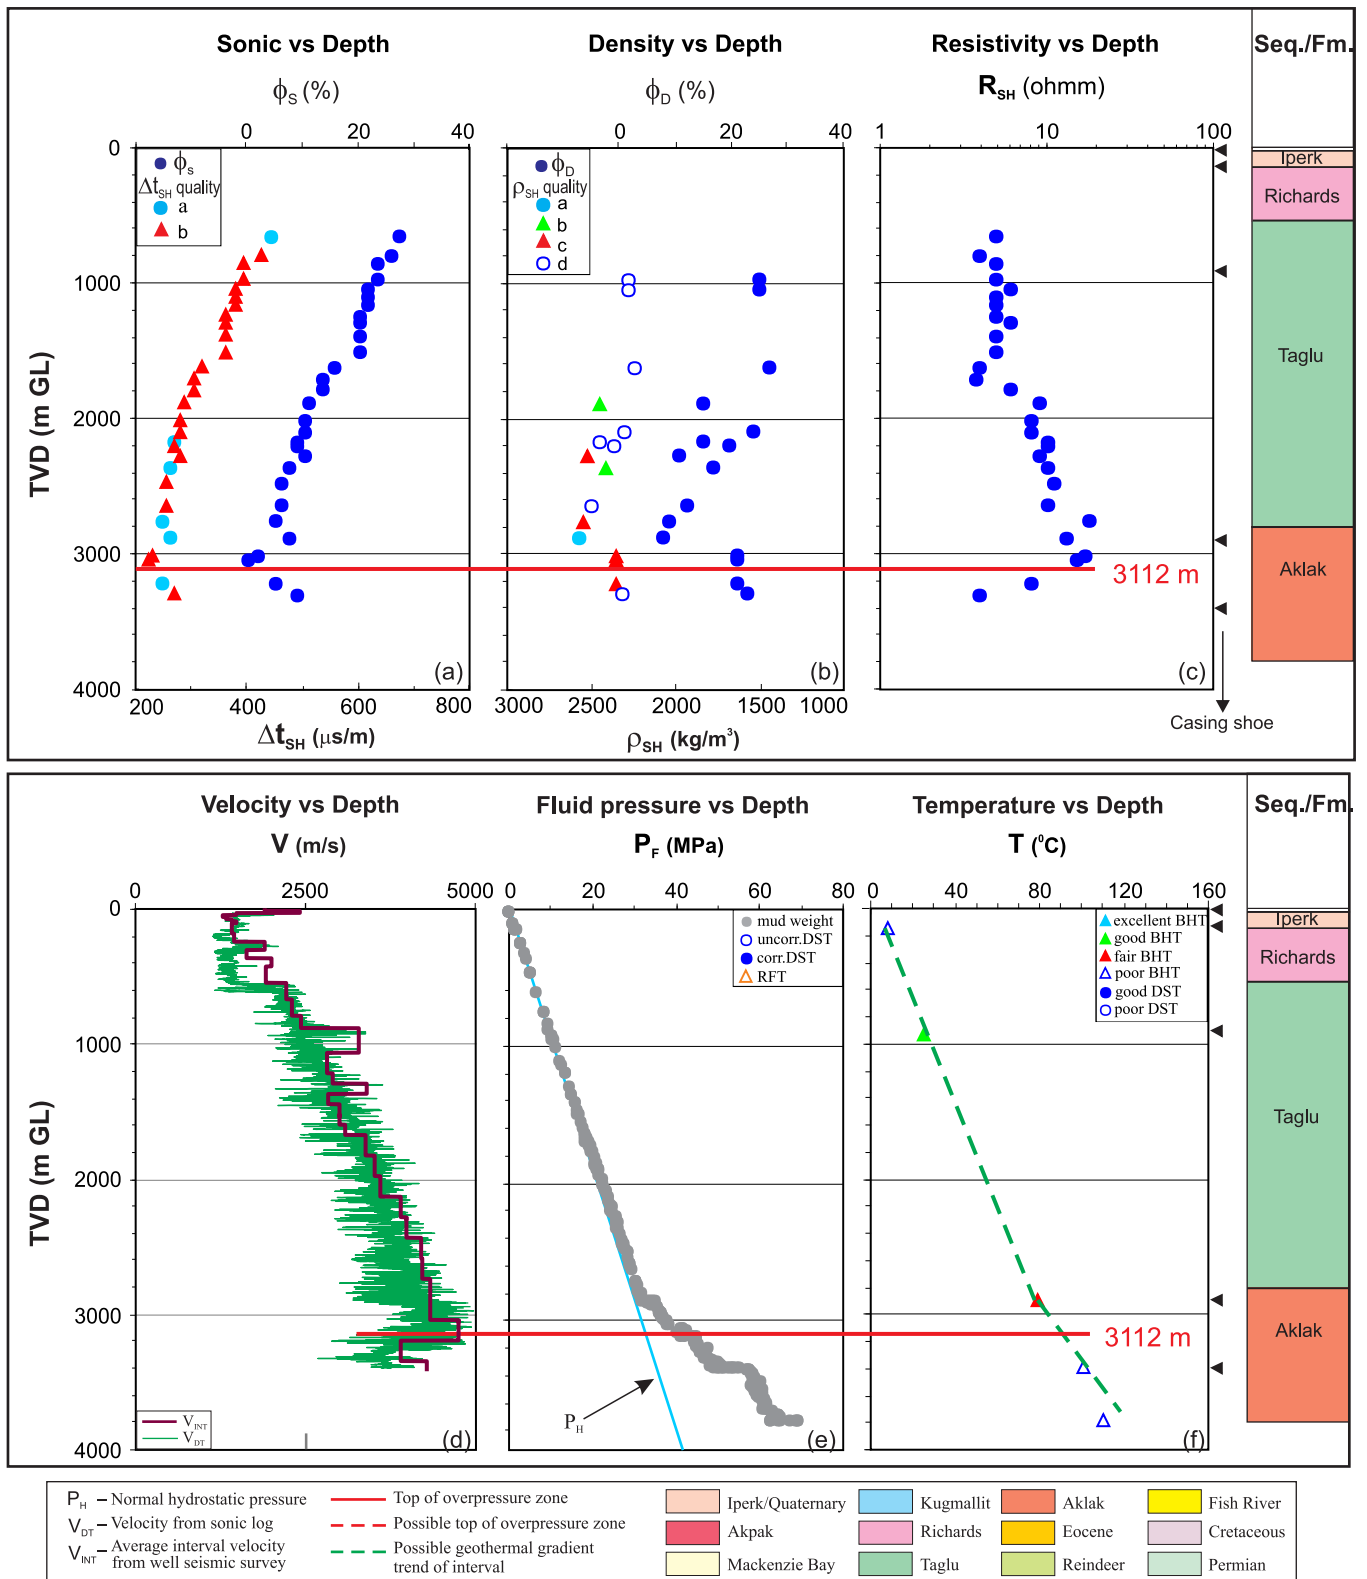 Sonic vs Depth Density vs Depth Resistivity vs Depth Seq./Fm.
ϕS (%) ϕD (%) RSH (ohmm)
0 20 40 0 20 40 1 10 100
0
1000
2000
3000
4000
TVD (m GL)
ϕs
ΔtSH quality
a
b
ϕD
ρSH quality
a
b
c
d
Iperk
Richards
Taglu
Aklak
3112 m
(a) (b) (c)
200 400 600 800 3000 2500 2000 1500 1000
ΔtSH (μs/m) ρSH (kg/m³)
Casing shoe
Velocity vs Depth Fluid pressure vs Depth Temperature vs Depth Seq./Fm.
V (m/s) PF (MPa) T (⁰C)
0 2500 5000 0 20 40 60 80 0 40 80 120 160
0
1000
2000
3000
4000
TVD (m GL)
mud weight
uncorr.DST
corr.DST
RFT
excellent BHT
good BHT
fair BHT
poor BHT
good DST
poor DST
Iperk
Richards
Taglu
Aklak
3112 m
PH
VINT
VDT
(d) (e) (f)
PH – Normal hydrostatic pressure
VDT – Velocity from sonic log
VINT – Average interval velocity
from well seismic survey
Top of overpressure zone
Possible top of overpressure zone
Possible geothermal gradient
trend of interval
Iperk/Quaternary Kugmallit Aklak Fish River
Akpak Richards Eocene Cretaceous
Mackenzie Bay Taglu Reindeer Permian